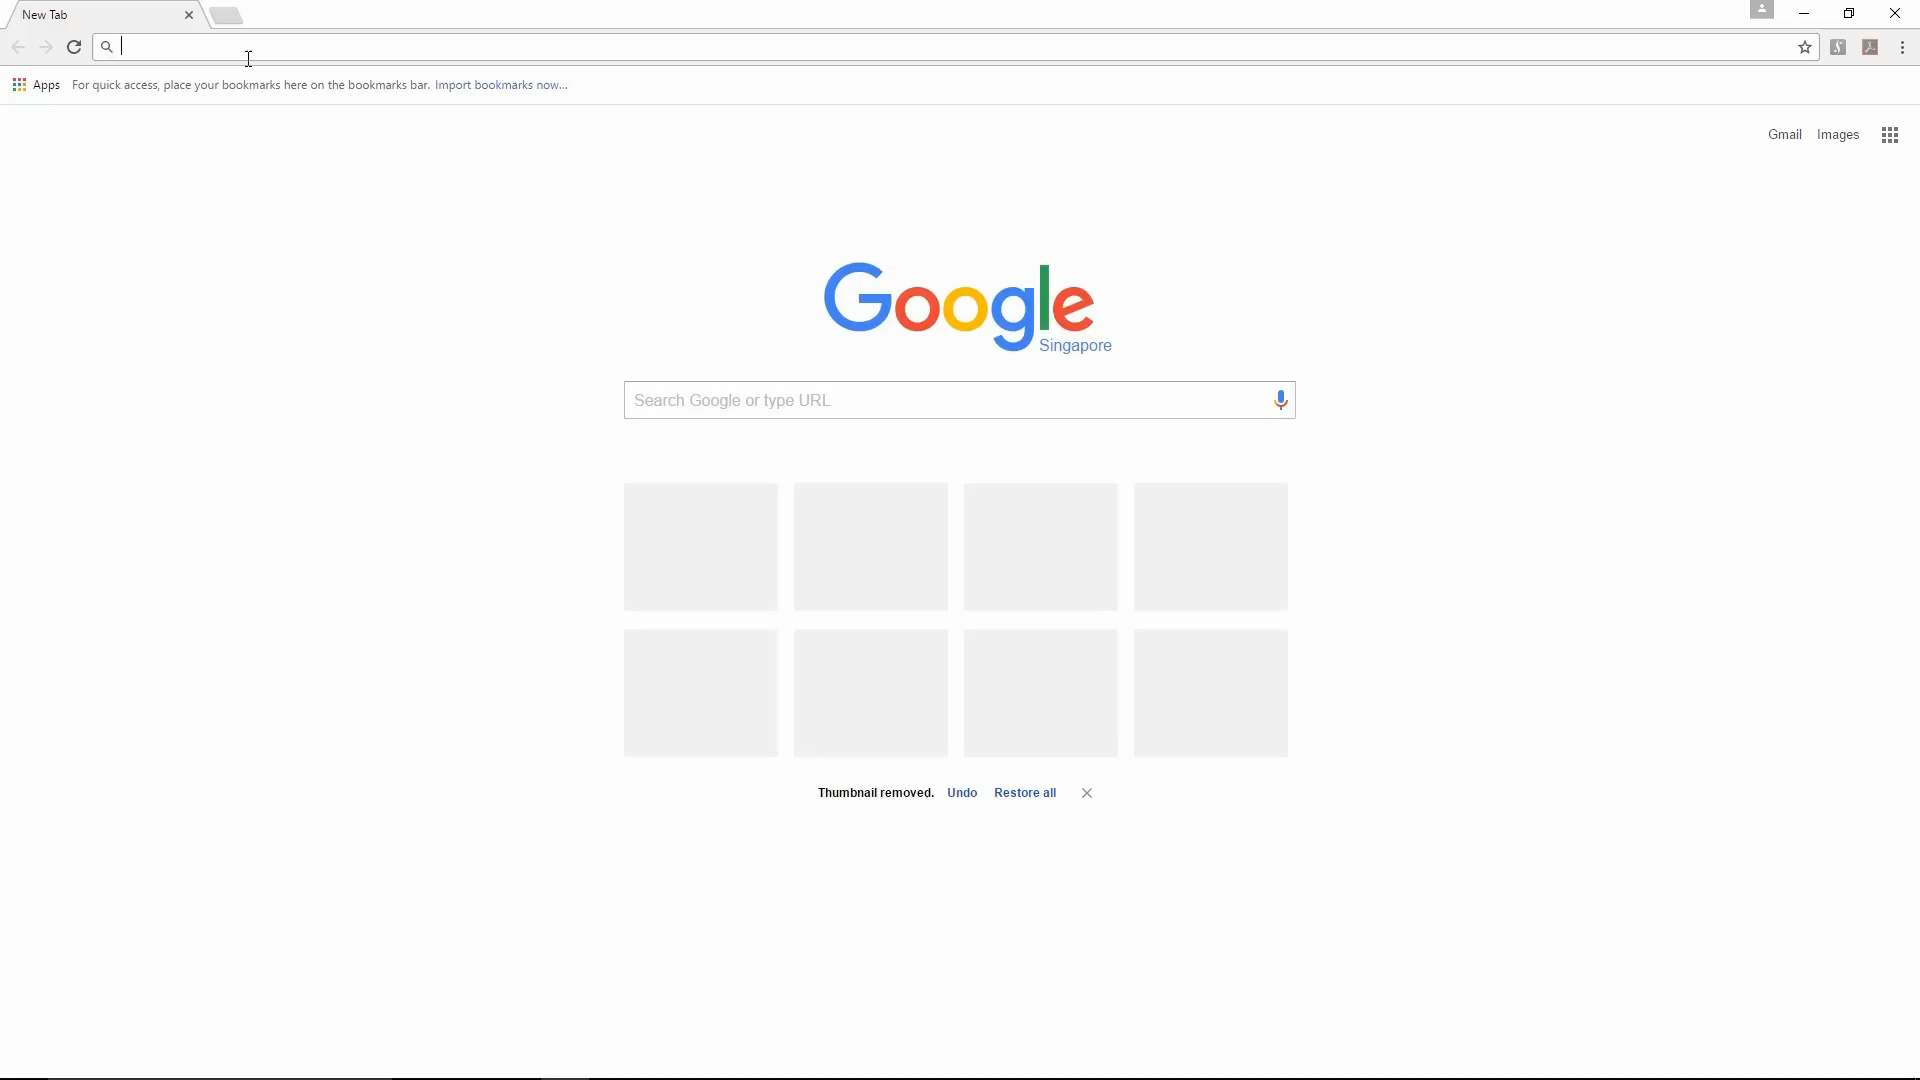 New Tab
Apps For quick access, place your bookmarks here on the bookmarks bar. Import bookmarks now...
Gmail Images
Google
Singapore
Search Google or type URL
Thumbnail removed. Undo Restore all